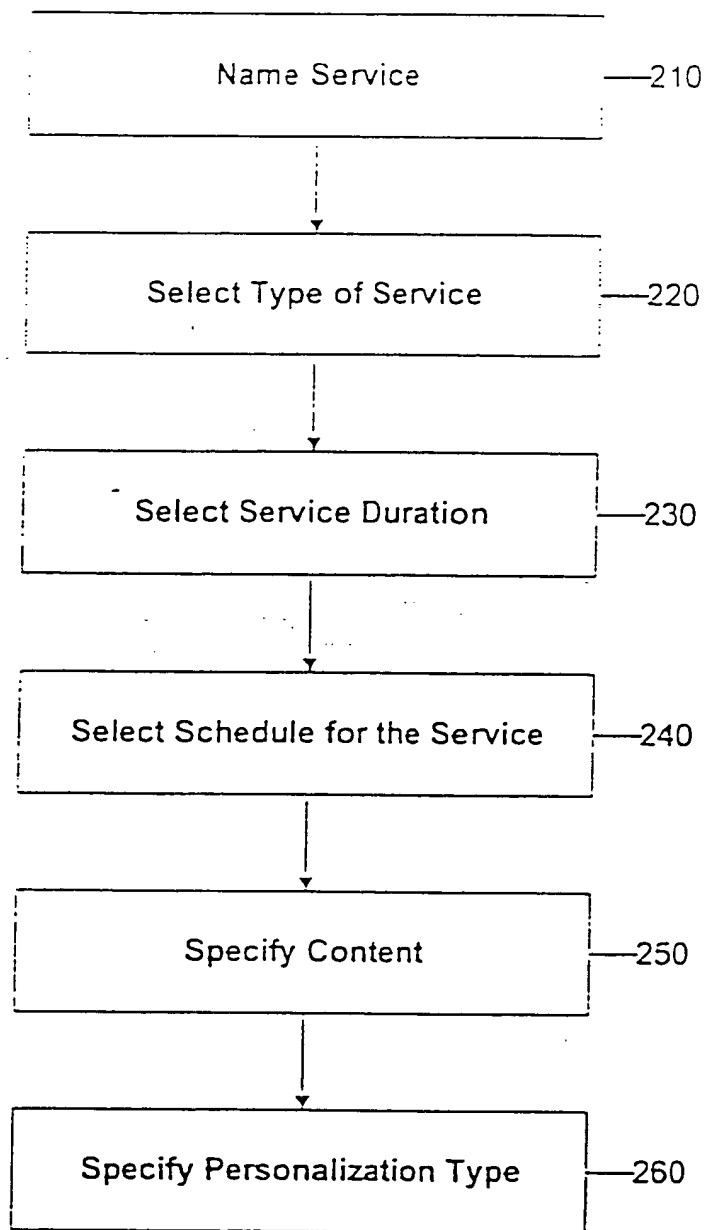 Name Service 210
Select Type of Service 220
Select Service Duration 230
Select Schedule for the Service 240
Specify Content 250
Specify Personalization Type 260